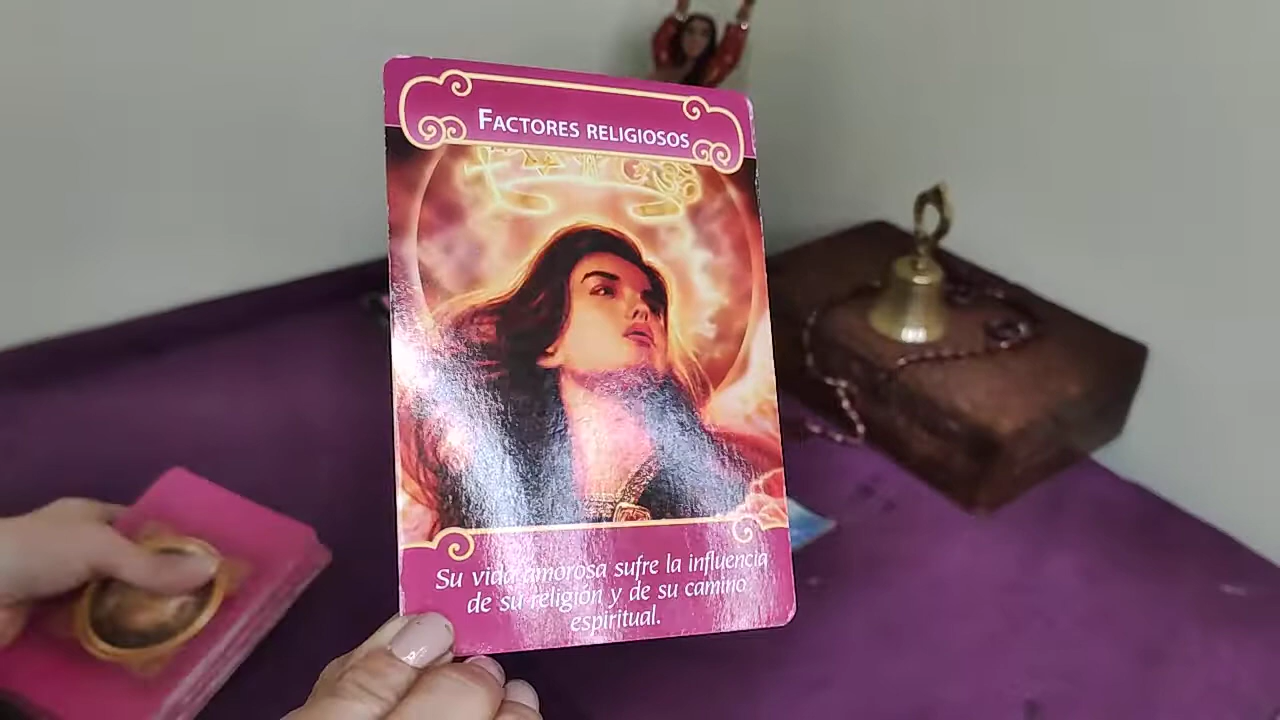 FACTORES RELIGIOSOS
Su vida amorosa sufre la influencia
de su religión y de su camino
espiritual.